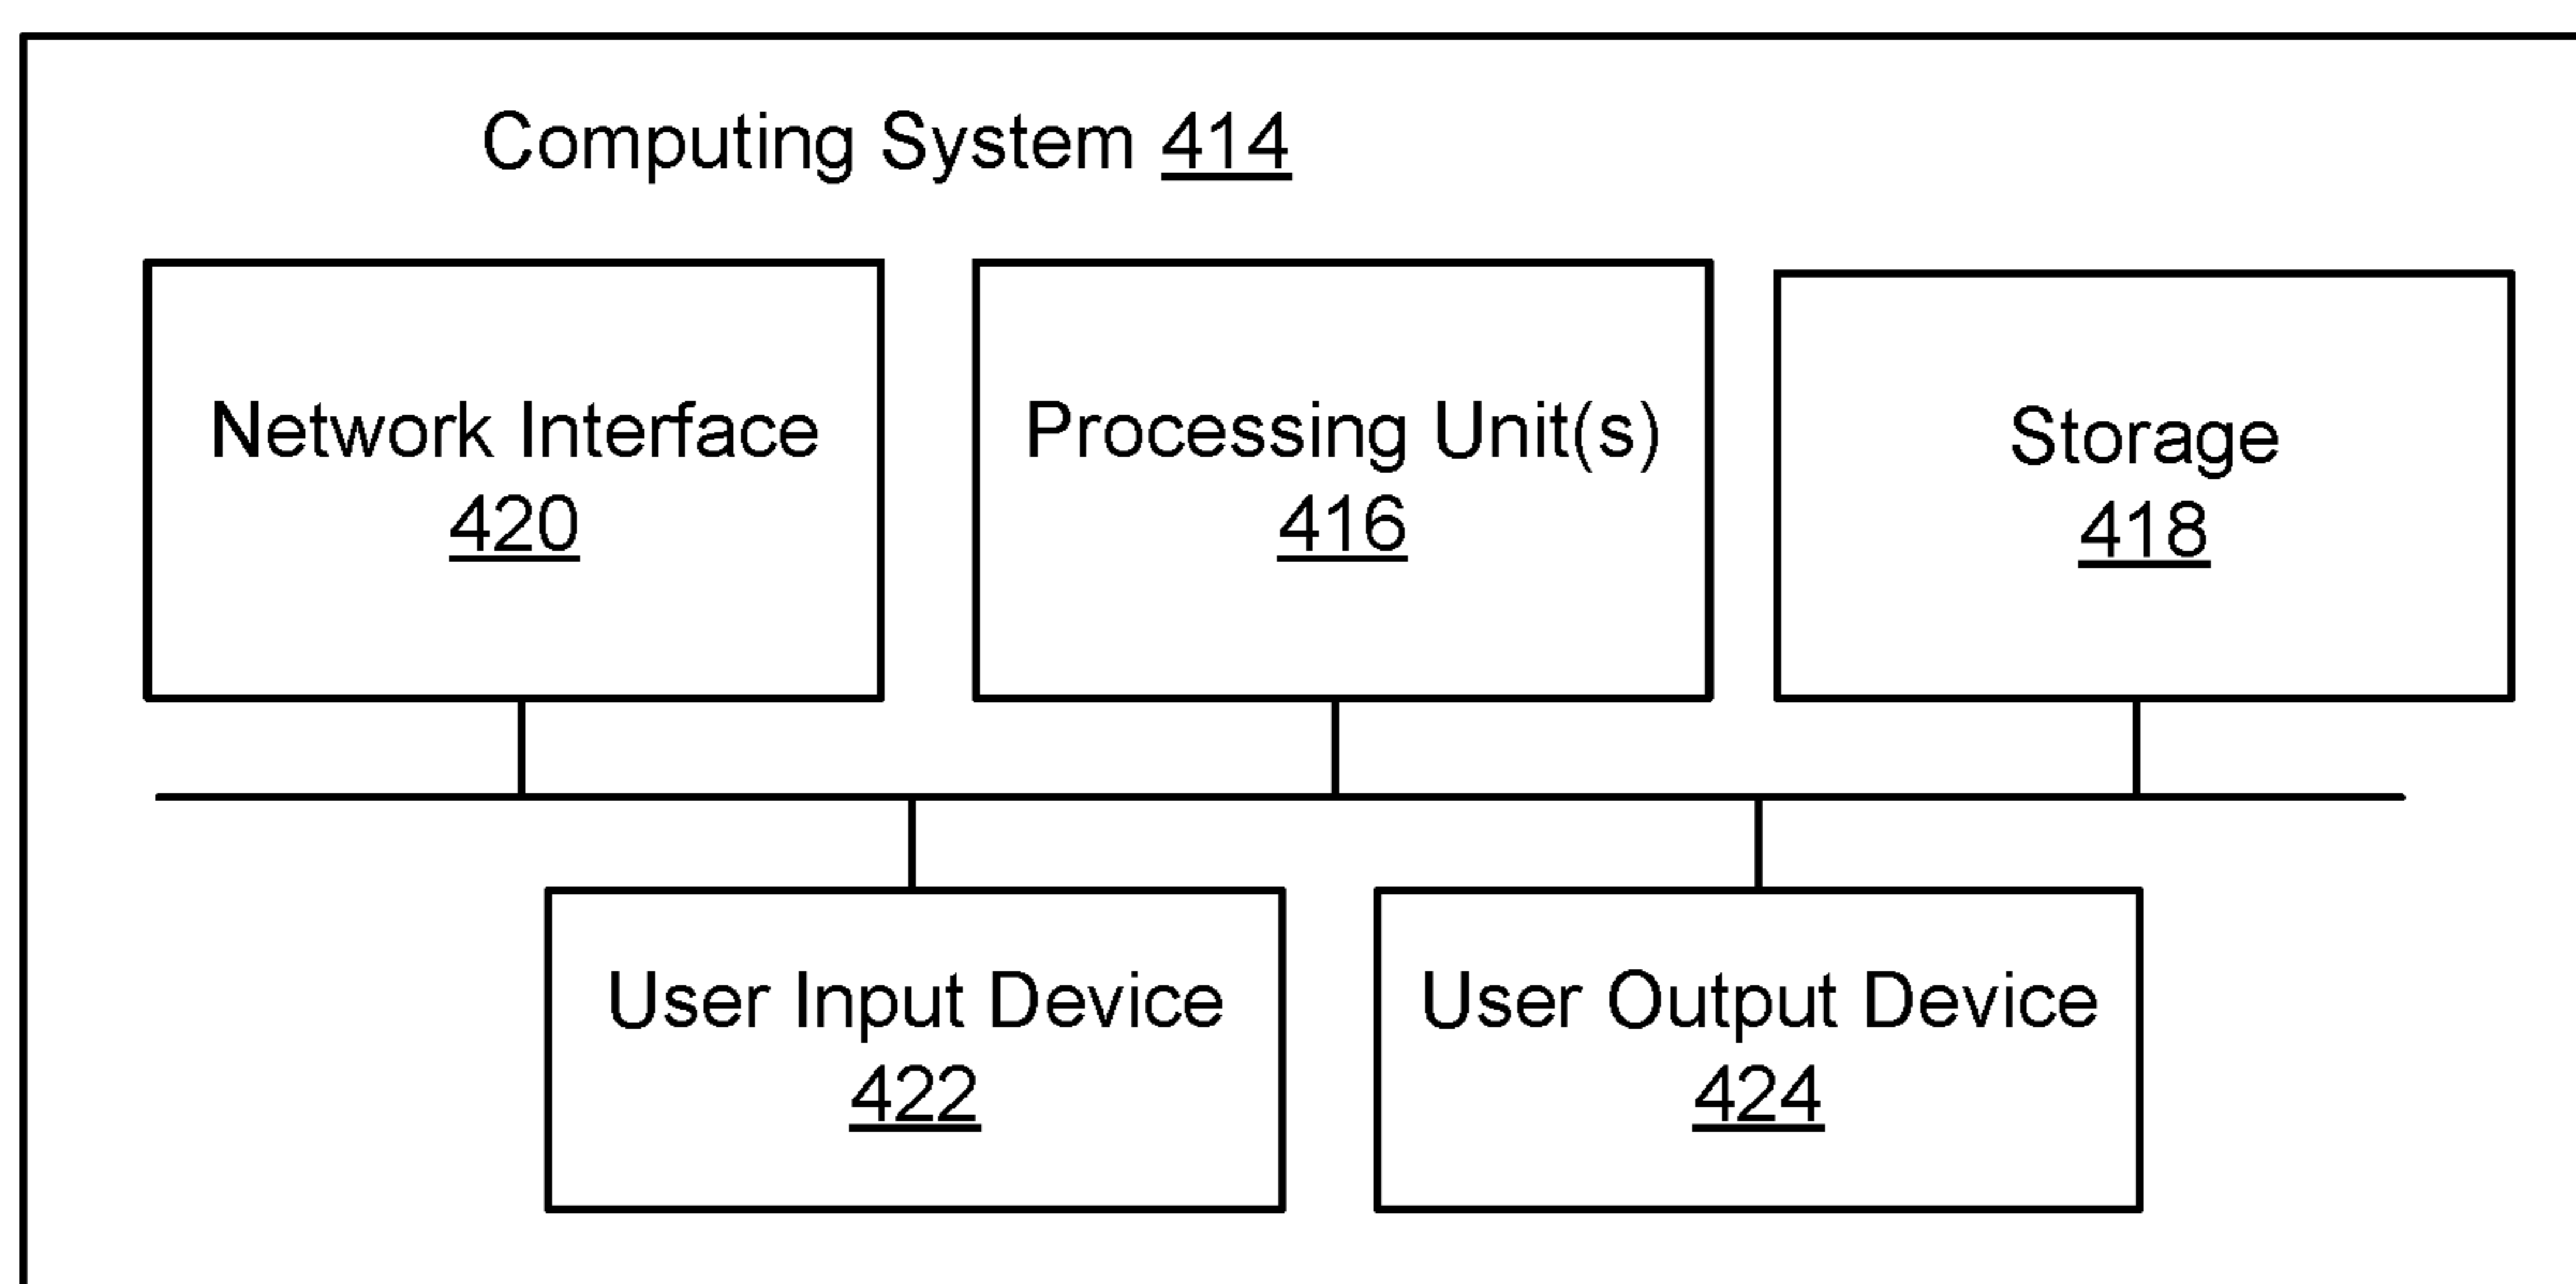 Computing System 414
Network Interface
420
Processing Unit(s)
416
Storage
418
User Input Device
422
User Output Device
424